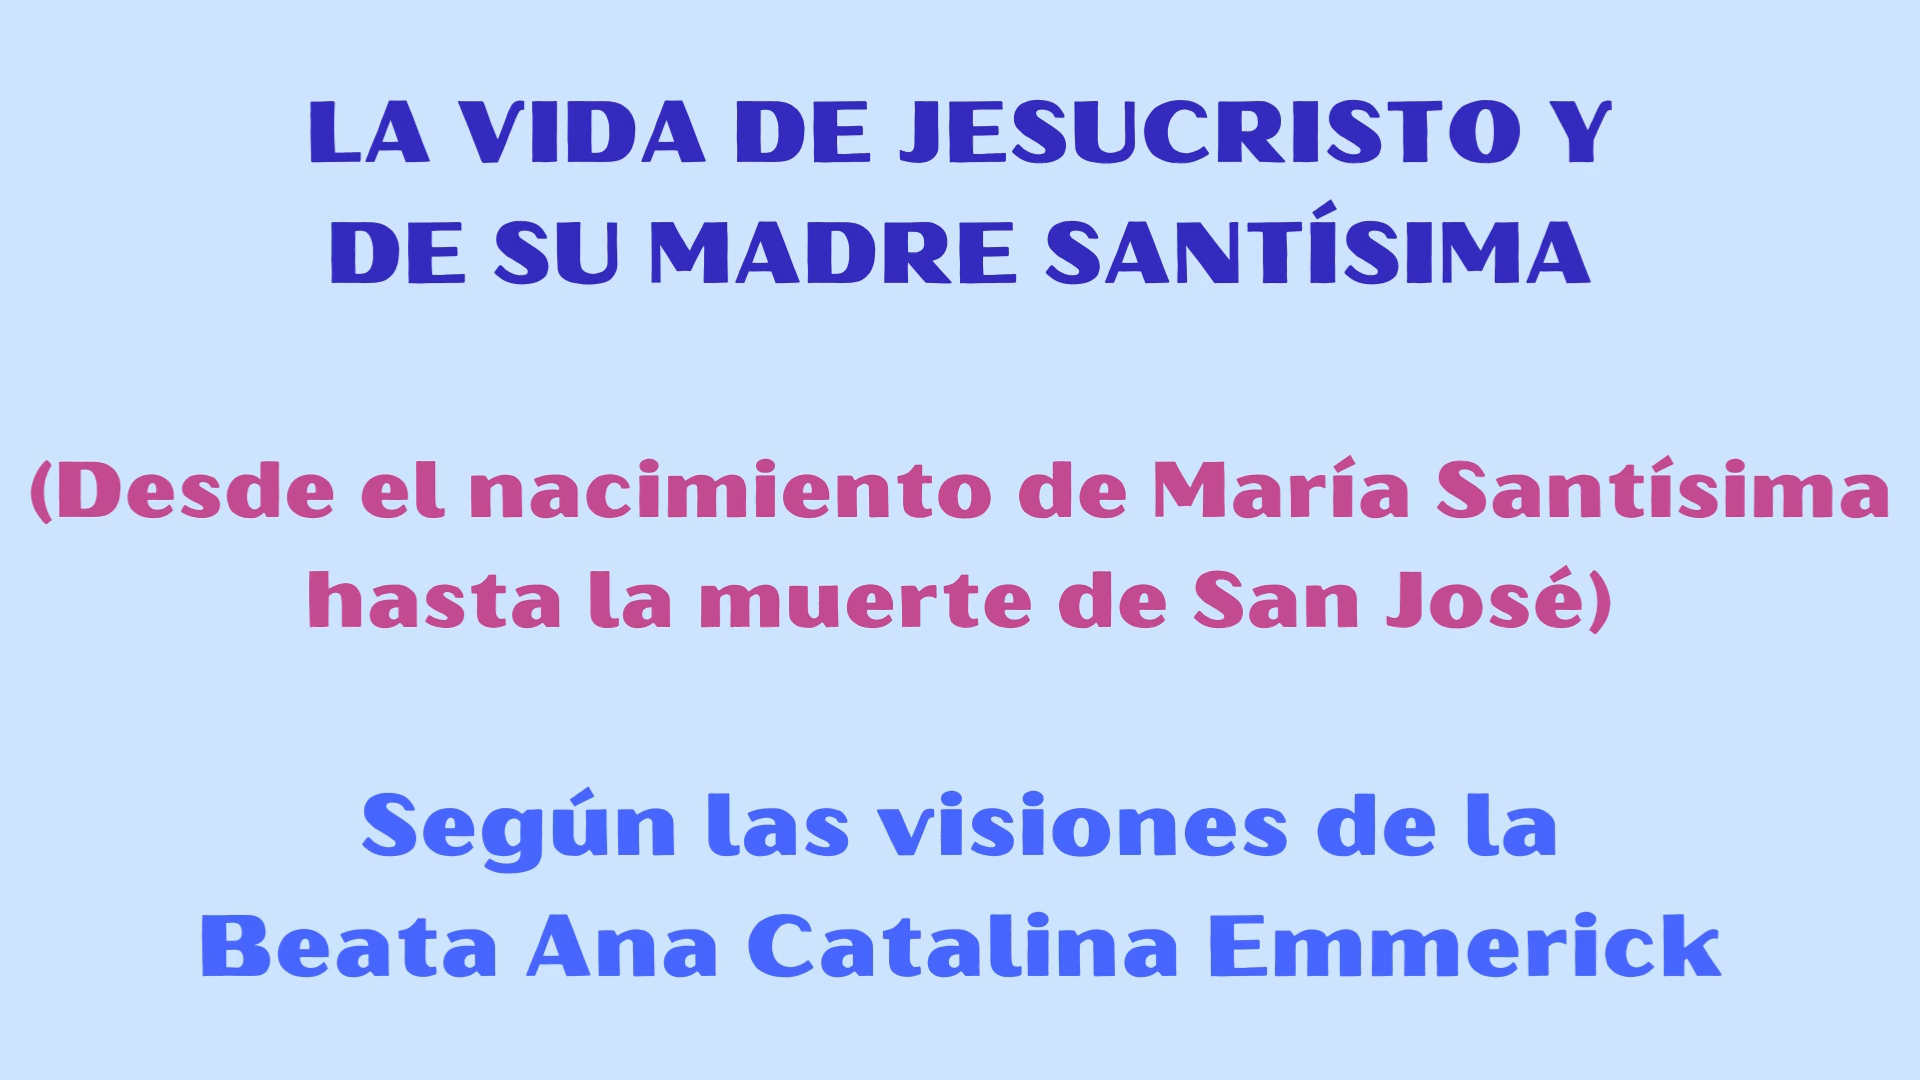 LA VIDA DE JESUCRISTO Y
DE SU MADRE SANTÍSIMA
(Desde el nacimiento de María Santísima
hasta la muerte de San José)
Según las visiones de la
Beata Ana Catalina Emmerick